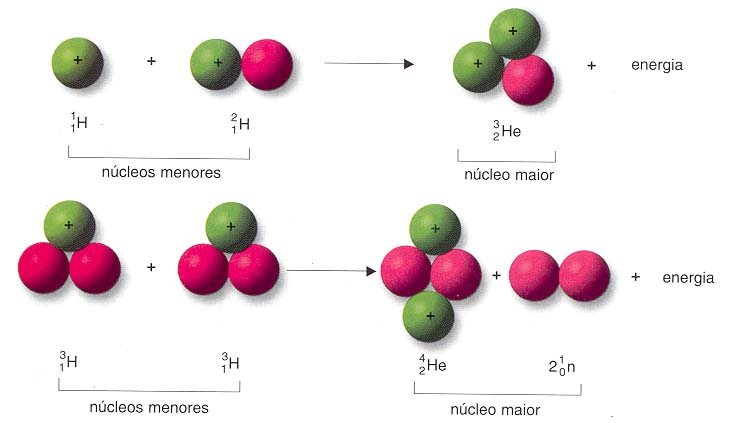 + + + + + + energia
¹₁H ²₁H ³₂He
núcleos menores núcleo maior
+ + + + + + + energia
³₁H ³₁H ⁴₂He 2¹₀n
núcleos menores núcleo maior